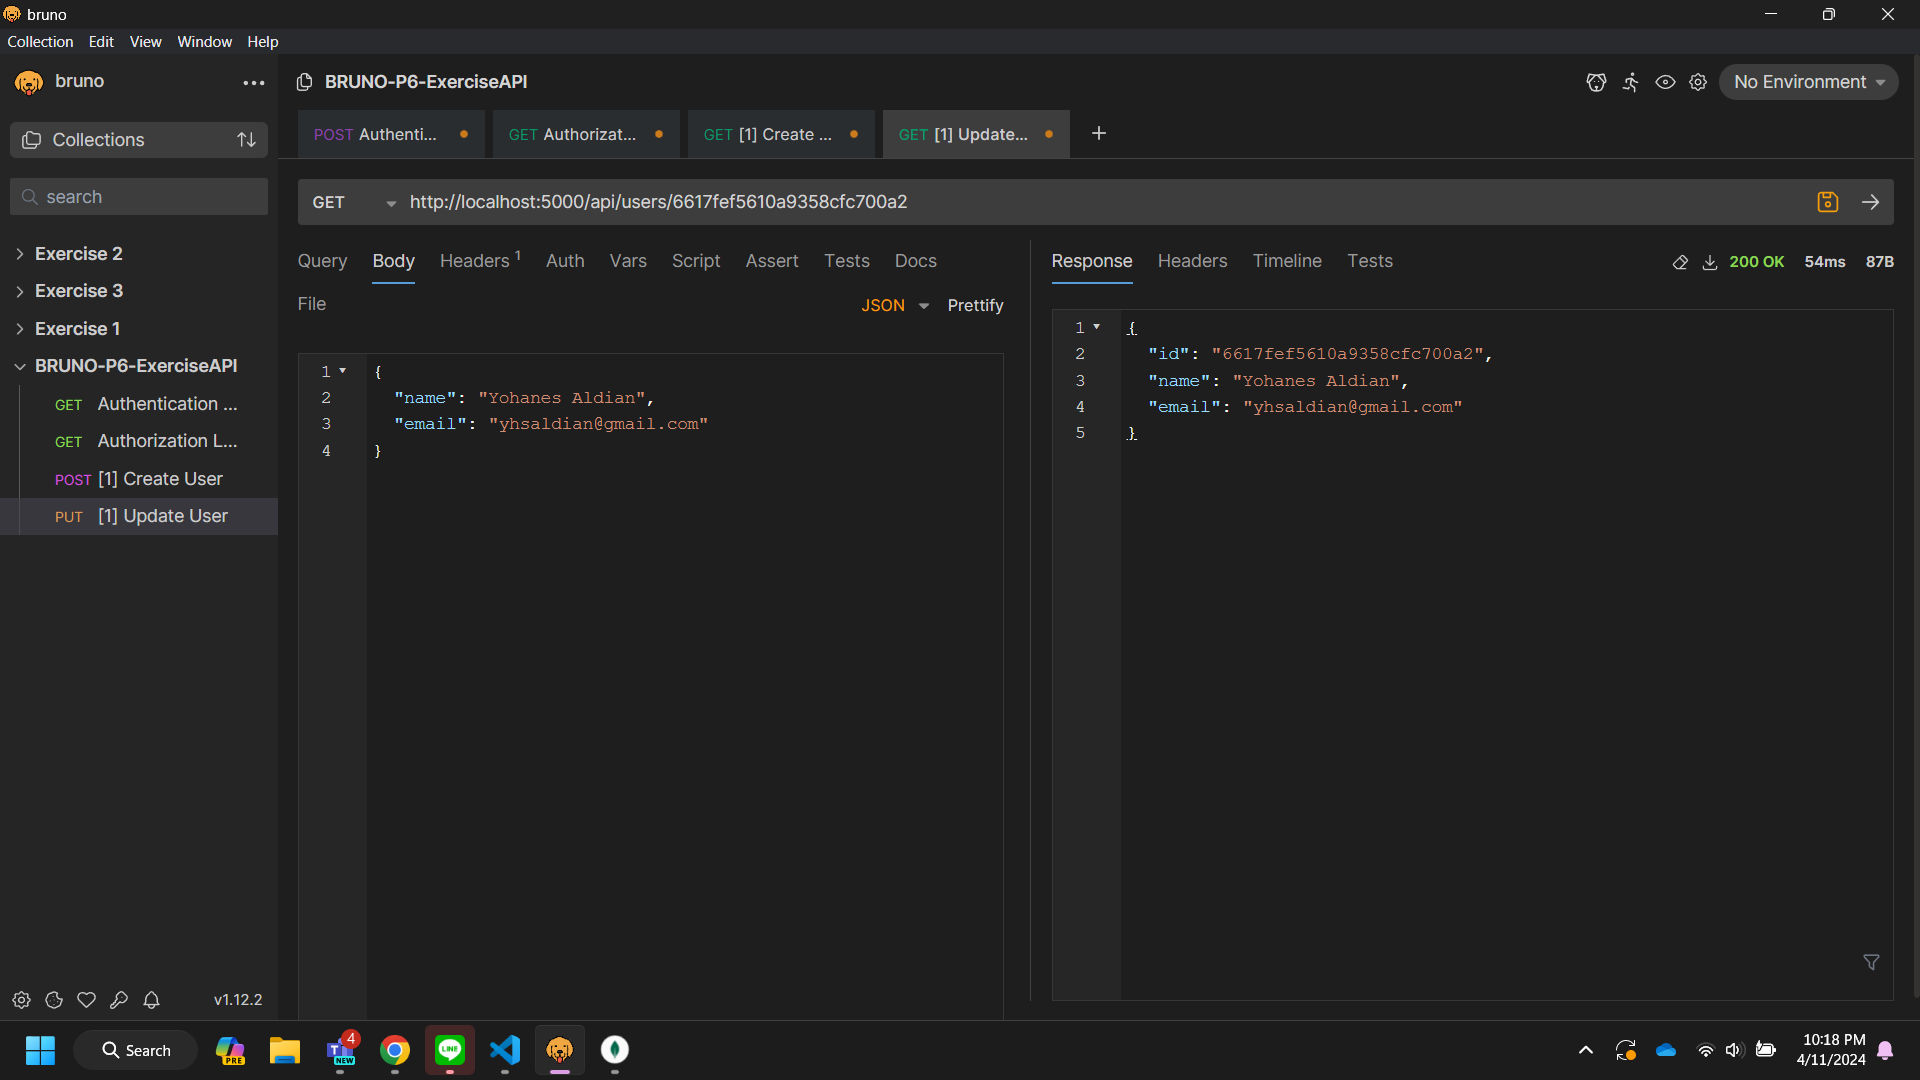 bruno
Collection Edit View Window Help
bruno
BRUNO-P6-ExerciseAPI
No Environment
Collections
POST Authenti...
GET Authorizat...
GET [1] Create ...
GET [1] Update...
search
GET http://localhost:5000/api/users/6617fef5610a9358cfc700a2
Exercise 2
Exercise 3
Exercise 1
BRUNO-P6-ExerciseAPI
GET Authentication ...
GET Authorization L...
POST [1] Create User
PUT [1] Update User
Query Body Headers 1 Auth Vars Script Assert Tests Docs
File
JSON Prettify
1 {
2 "name": "Yohanes Aldian",
3 "email": "yhsaldian@gmail.com"
4 }
Response Headers Timeline Tests
200 OK 54ms 87B
1 {
2 "id": "6617fef5610a9358cfc700a2",
3 "name": "Yohanes Aldian",
4 "email": "yhsaldian@gmail.com"
5 }
v1.12.2
Search
PRE
4
NEW
LINE
10:18 PM
4/11/2024